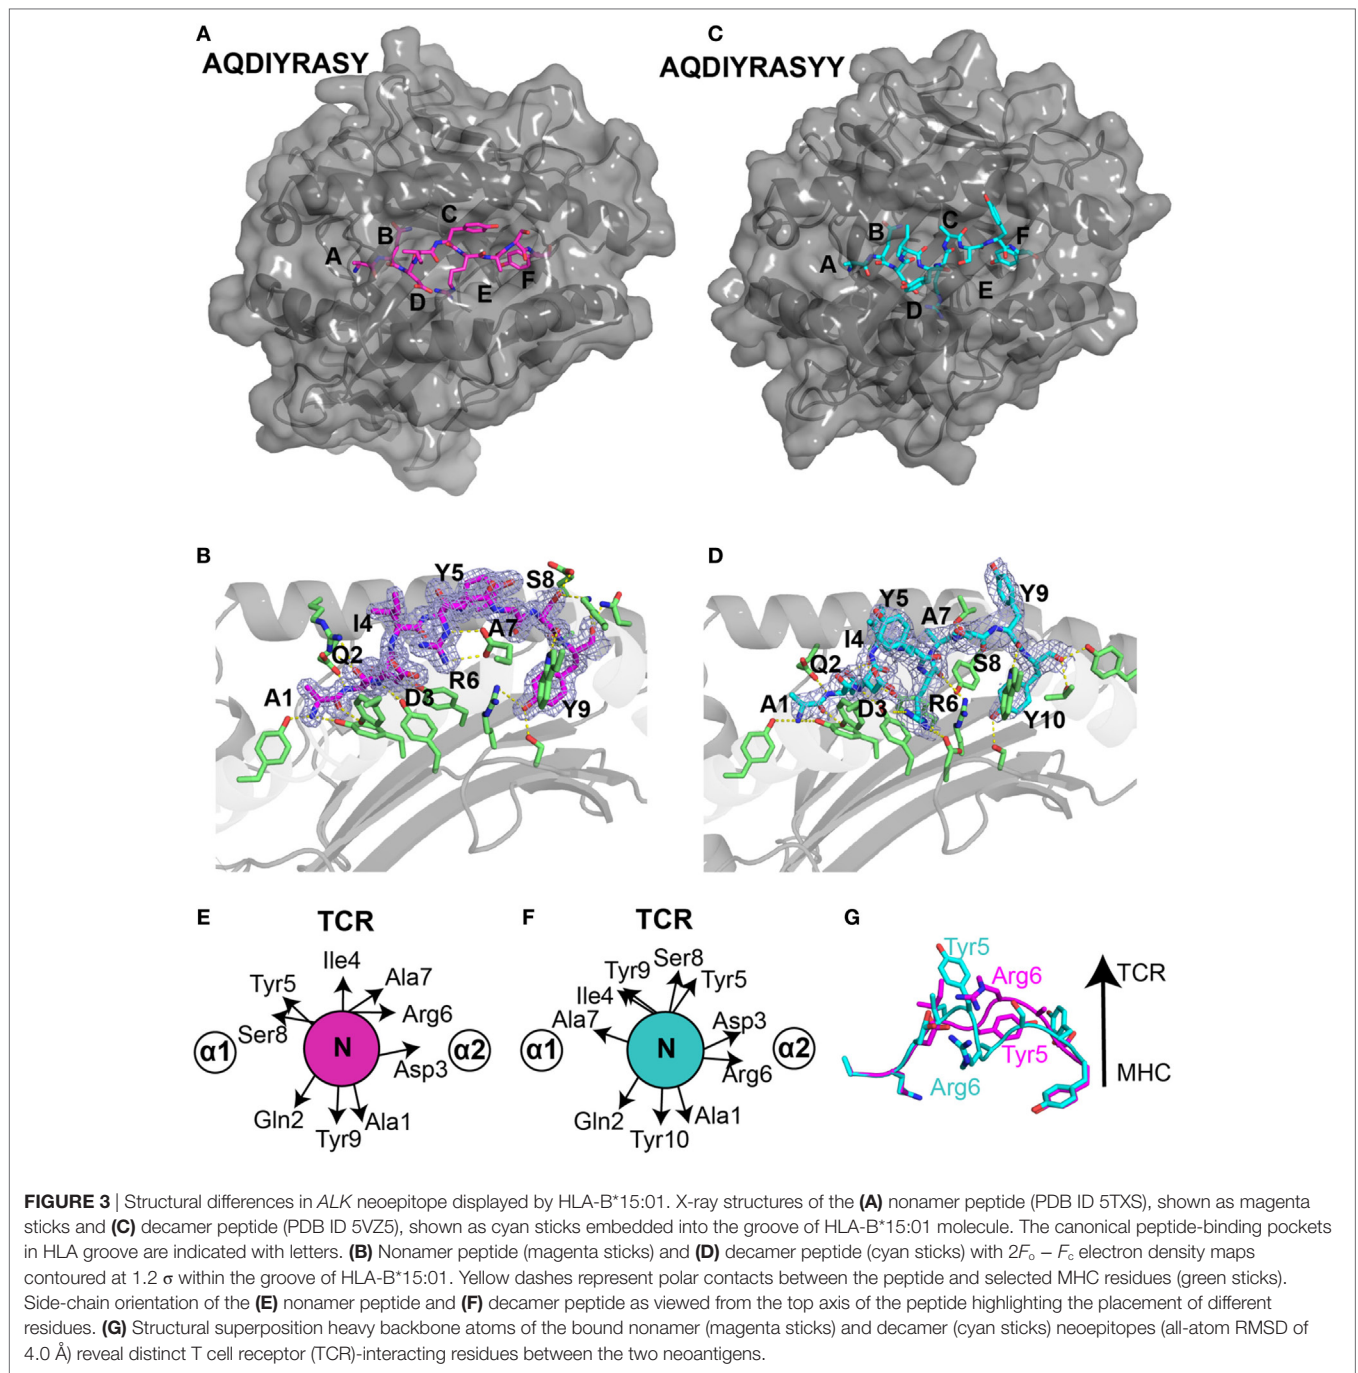 A
C
AQDIYRASY
AQDIYRASYY
A
B
C
D
E
F
A
B
C
D
E
F
B
D
A1
Q2
D3
I4
Y5
R6
A7
S8
Y9
A1
Q2
D3
I4
Y5
R6
A7
S8
Y9
Y10
E
TCR
Ile4
Tyr5
Ala7
Ser8
Arg6
α1
N
α2
Asp3
Gln2
Ala1
Tyr9
F
TCR
Ser8
Tyr9
Tyr5
Ile4
Ala7
Asp3
α1
N
α2
Arg6
Gln2
Ala1
Tyr10
G
Tyr5
Arg6
TCR
Tyr5
Arg6
MHC
FIGURE 3 | Structural differences in ALK neoepitope displayed by HLA-B*15:01. X-ray structures of the (A) nonamer peptide (PDB ID 5TXS), shown as magenta
sticks and (C) decamer peptide (PDB ID 5VZ5), shown as cyan sticks embedded into the groove of HLA-B*15:01 molecule. The canonical peptide-binding pockets
in HLA groove are indicated with letters. (B) Nonamer peptide (magenta sticks) and (D) decamer peptide (cyan sticks) with 2Fₒ – F꜀ electron density maps
contoured at 1.2 σ within the groove of HLA-B*15:01. Yellow dashes represent polar contacts between the peptide and selected MHC residues (green sticks).
Side-chain orientation of the (E) nonamer peptide and (F) decamer peptide as viewed from the top axis of the peptide highlighting the placement of different
residues. (G) Structural superposition heavy backbone atoms of the bound nonamer (magenta sticks) and decamer (cyan sticks) neoepitopes (all-atom RMSD of
4.0 Å) reveal distinct T cell receptor (TCR)-interacting residues between the two neoantigens.